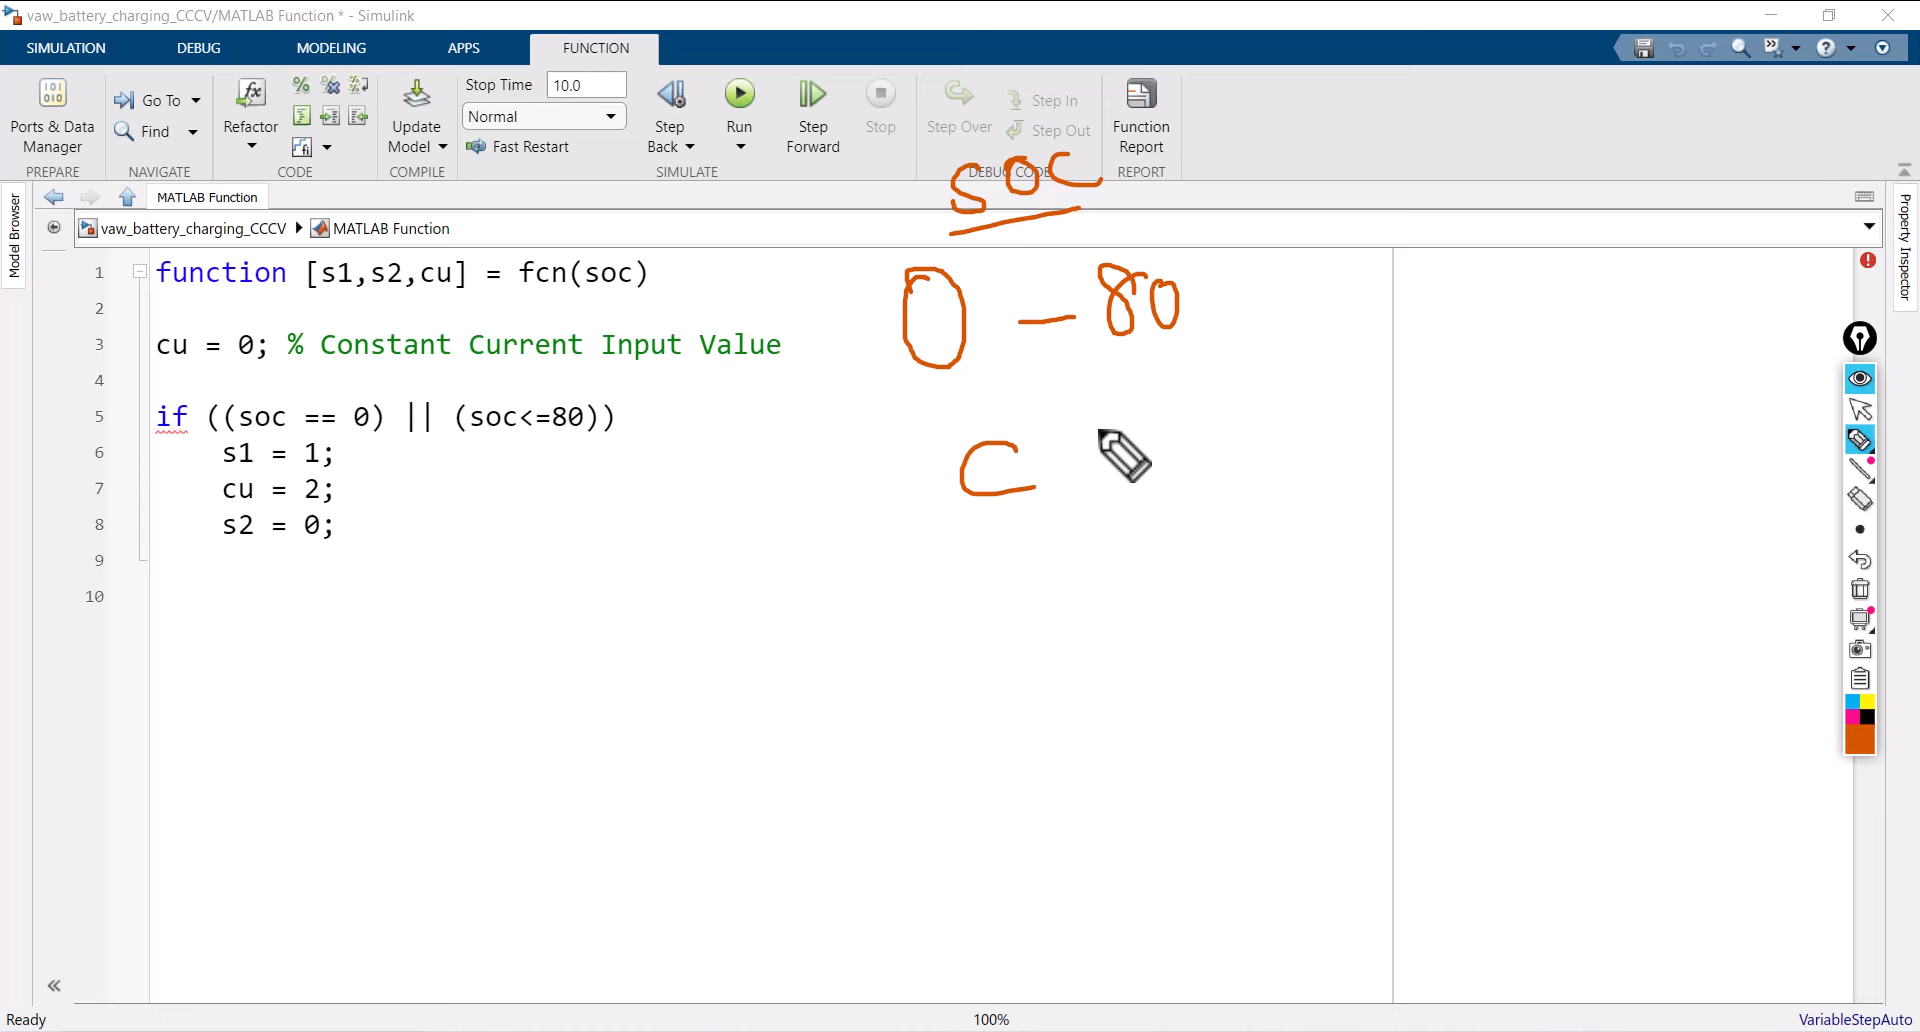 vaw_battery_charging_CCCV/MATLAB Function * - Simulink
SIMULATION DEBUG MODELING APPS FUNCTION
Ports & Data Manager
Go To
Find
Refactor
Update Model
Stop Time 10.0
Normal
Fast Restart
Step Back
Run
Step Forward
Stop
Step Over
Step In
Step Out
Function Report
PREPARE NAVIGATE CODE COMPILE SIMULATE DEBUG CODE REPORT
SOC
MATLAB Function
vaw_battery_charging_CCCV MATLAB Function
Model Browser
Property Inspector
1 function [s1,s2,cu] = fcn(soc)
2
3 cu = 0; % Constant Current Input Value
4
5 if ((soc == 0) || (soc<=80))
6 s1 = 1;
7 cu = 2;
8 s2 = 0;
9
10
0 - 80
C
Ready 100% VariableStepAuto